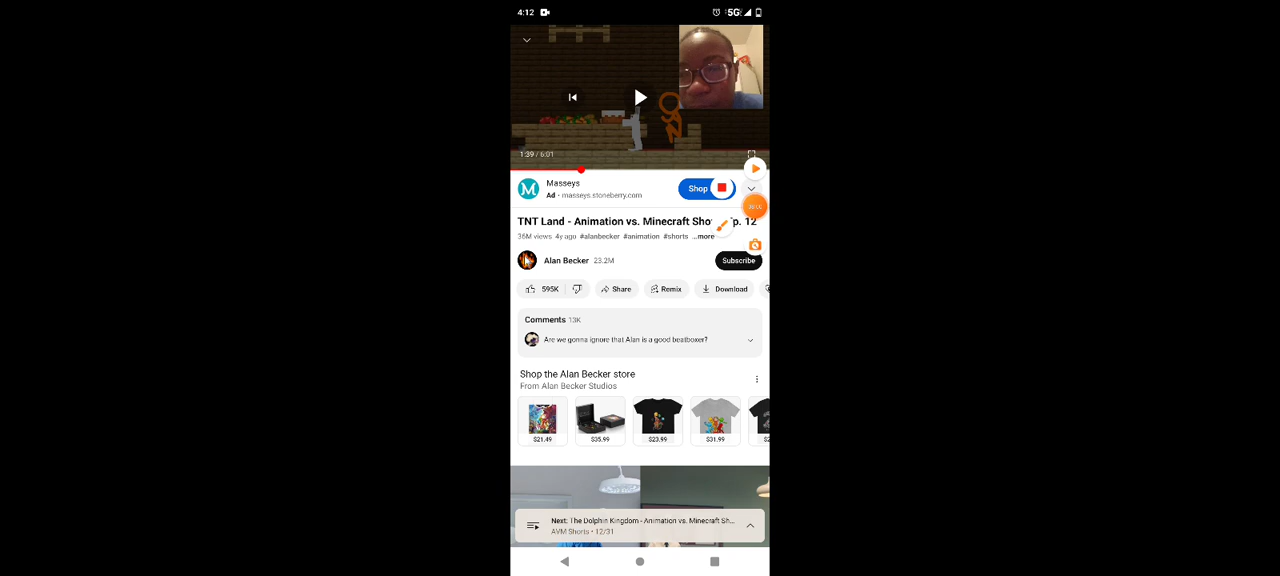 4:12
5G
1:39 / 6:01
Masseys
Ad · masseys.stoneberry.com
Shop
TNT Land - Animation vs. Minecraft Sho p. 12
36M views 4y ago #alanbecker #animation #shorts ...more
Alan Becker 23.2M
Subscribe
595K
Share
Remix
Download
Comments 13K
Are we gonna ignore that Alan is a good beatboxer?
Shop the Alan Becker store
From Alan Becker Studios
$21.49
$35.99
$23.99
$31.99
Next: The Dolphin Kingdom - Animation vs. Minecraft Sh...
AVM Shorts • 12/31